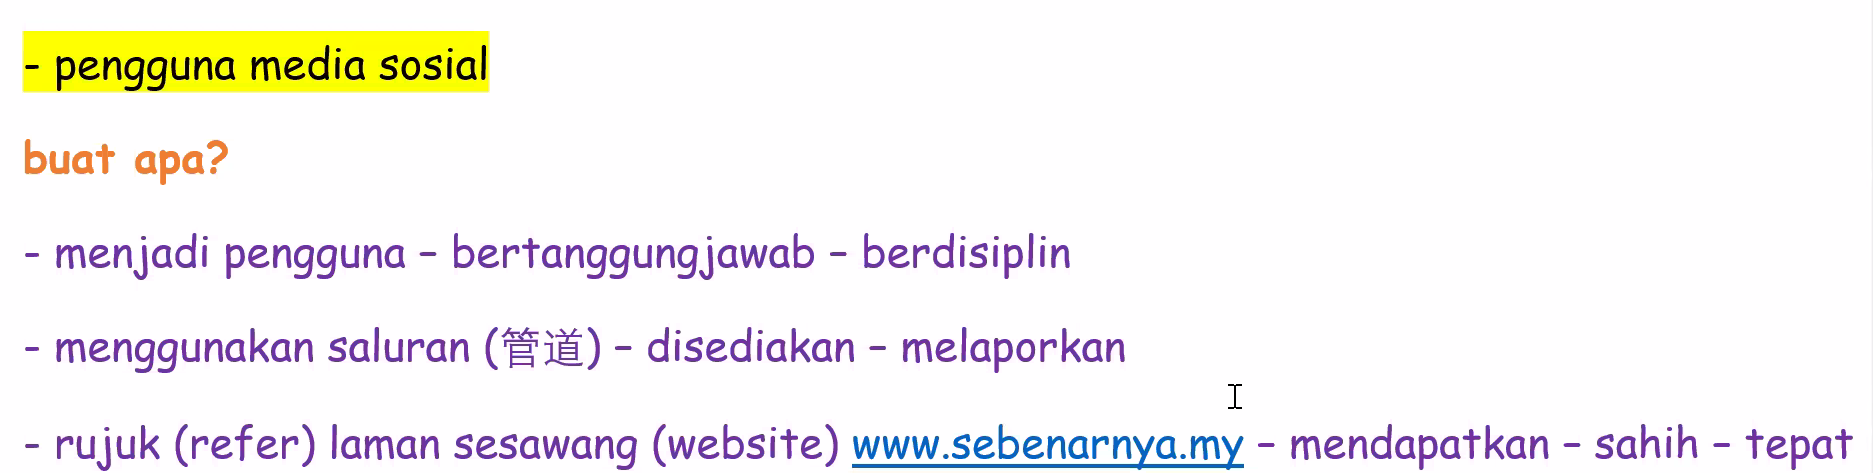 - pengguna media sosial
buat apa?
- menjadi pengguna – bertanggungjawab – berdisiplin
- menggunakan saluran (管道) – disediakan – melaporkan
- rujuk (refer) laman sesawang (website) www.sebenarnya.my – mendapatkan – sahih – tepat